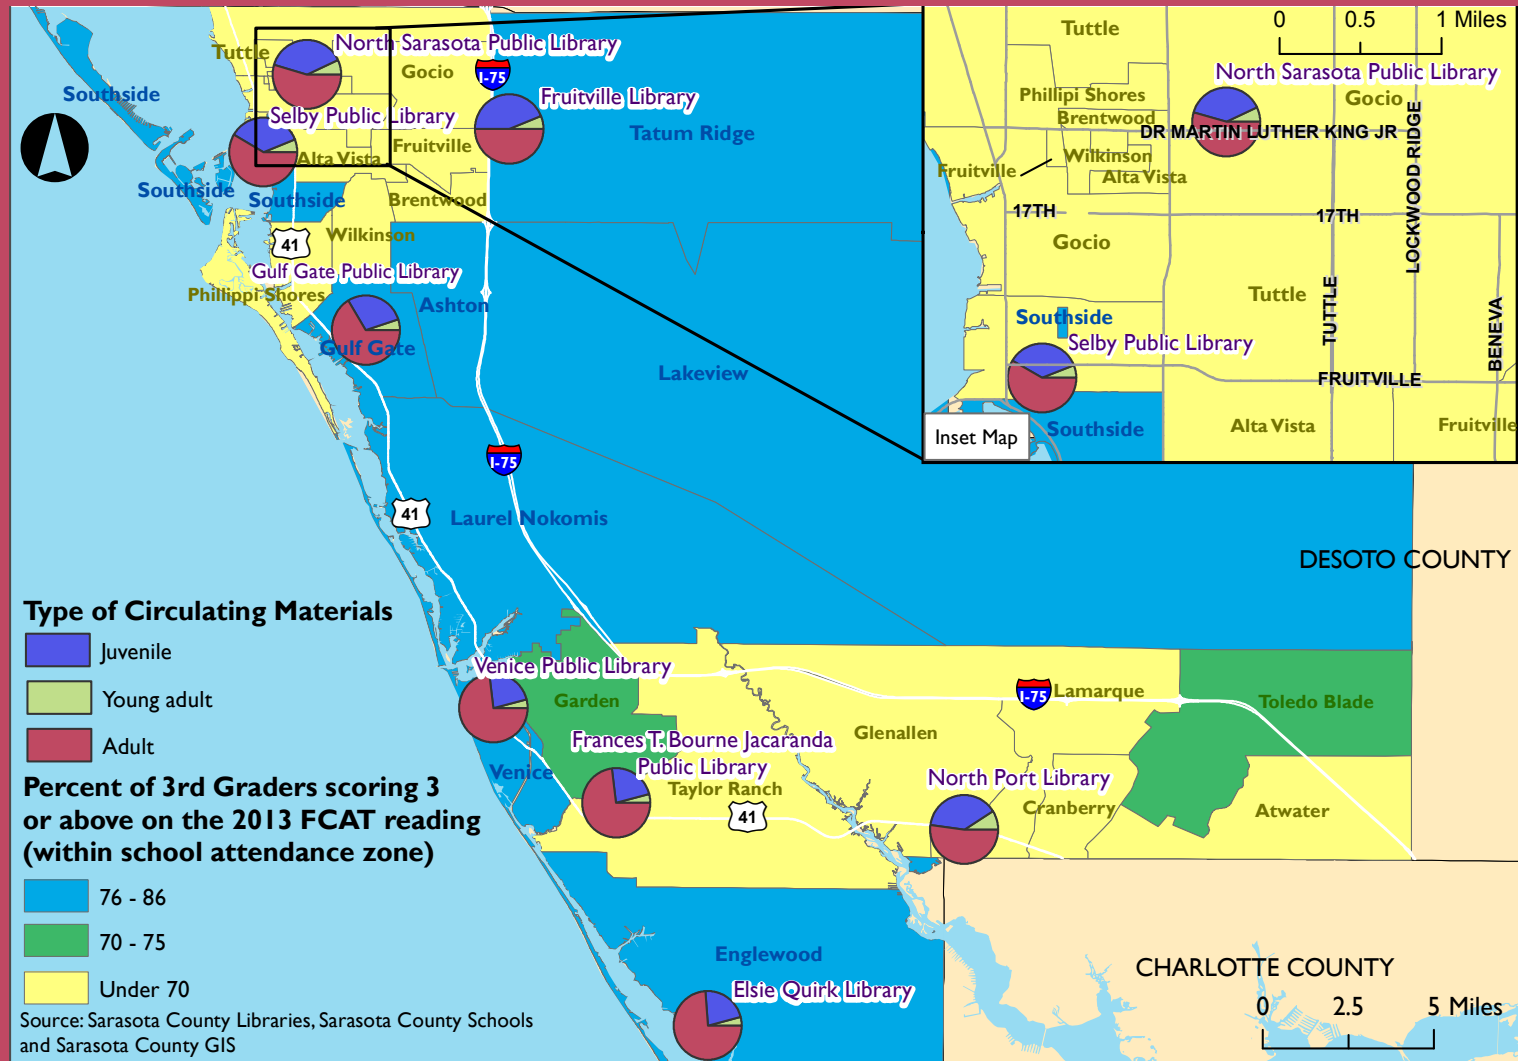 Southside
Tuttle
North Sarasota Public Library
Gocio
I-75
Selby Public Library
Fruitville Library
Tatum Ridge
Alta Vista
Fruitville
Southside
Southside
Brentwood
41
Wilkinson
Gulf Gate Public Library
Phillippi Shores
Ashton
Gulf Gate
Lakeview
I-75
41
Laurel Nokomis
DESOTO COUNTY
Venice Public Library
Garden
I-75
Lamarque
Toledo Blade
Glenallen
Frances T. Bourne Jacaranda
Public Library
Venice
Taylor Ranch
41
North Port Library
Cranberry
Atwater
Englewood
Elsie Quirk Library
CHARLOTTE COUNTY
0 2.5 5 Miles
Tuttle
0 0.5 1 Miles
North Sarasota Public Library
Gocio
Phillipi Shores
Brentwood
DR MARTIN LUTHER KING JR
LOCKWOOD RIDGE
Wilkinson
Fruitville
Alta Vista
17TH
17TH
Gocio
Tuttle
TUTTLE
BENEVA
Southside
Selby Public Library
FRUITVILLE
Southside
Alta Vista
Fruitville
Inset Map
Type of Circulating Materials
Juvenile
Young adult
Adult
Percent of 3rd Graders scoring 3
or above on the 2013 FCAT reading
(within school attendance zone)
76 - 86
70 - 75
Under 70
Source: Sarasota County Libraries, Sarasota County Schools
and Sarasota County GIS